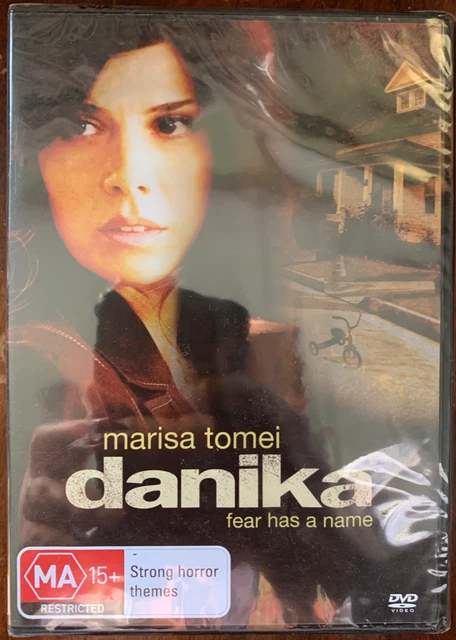 marisa tomei
danika
fear has a name
MA 15+
RESTRICTED
Strong horror
themes
DVD
VIDEO